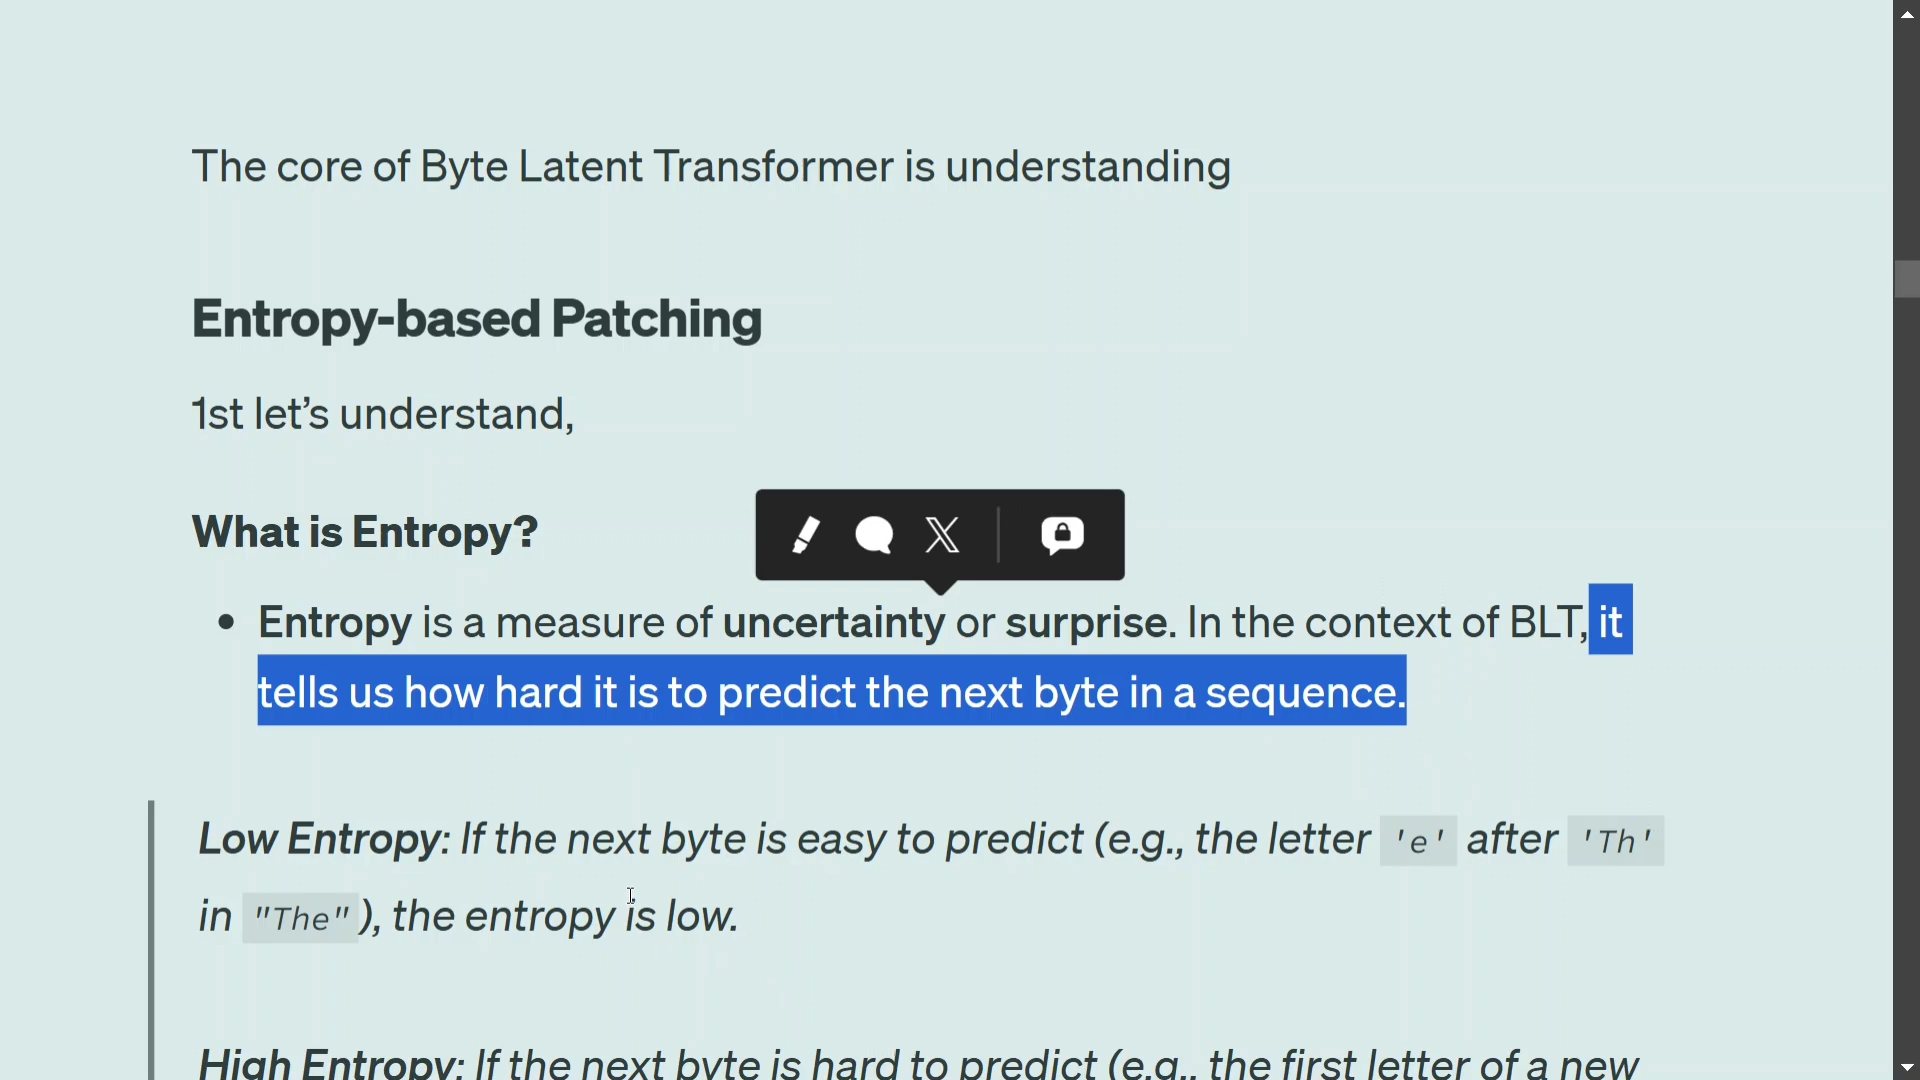 The core of Byte Latent Transformer is understanding
Entropy-based Patching
1st let’s understand,
What is Entropy?
• Entropy is a measure of uncertainty or surprise. In the context of BLT, it
tells us how hard it is to predict the next byte in a sequence.
Low Entropy: If the next byte is easy to predict (e.g., the letter 'e' after 'Th'
in "The"), the entropy is low.
High Entropy: If the next byte is hard to predict (e.g., the first letter of a new